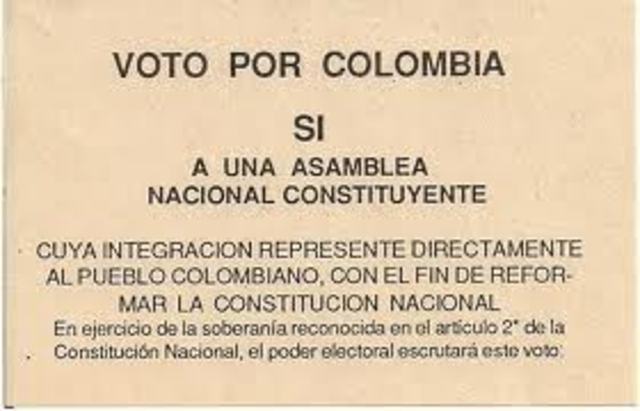 VOTO POR COLOMBIA
SI
A UNA ASAMBLEA
NACIONAL CONSTITUYENTE
CUYA INTEGRACION REPRESENTE DIRECTAMENTE
AL PUEBLO COLOMBIANO, CON EL FIN DE REFOR-
MAR LA CONSTITUCION NACIONAL
En ejercicio de la soberanía reconocida en el artículo 2° de la
Constitución Nacional, el poder electoral escrutará este voto: